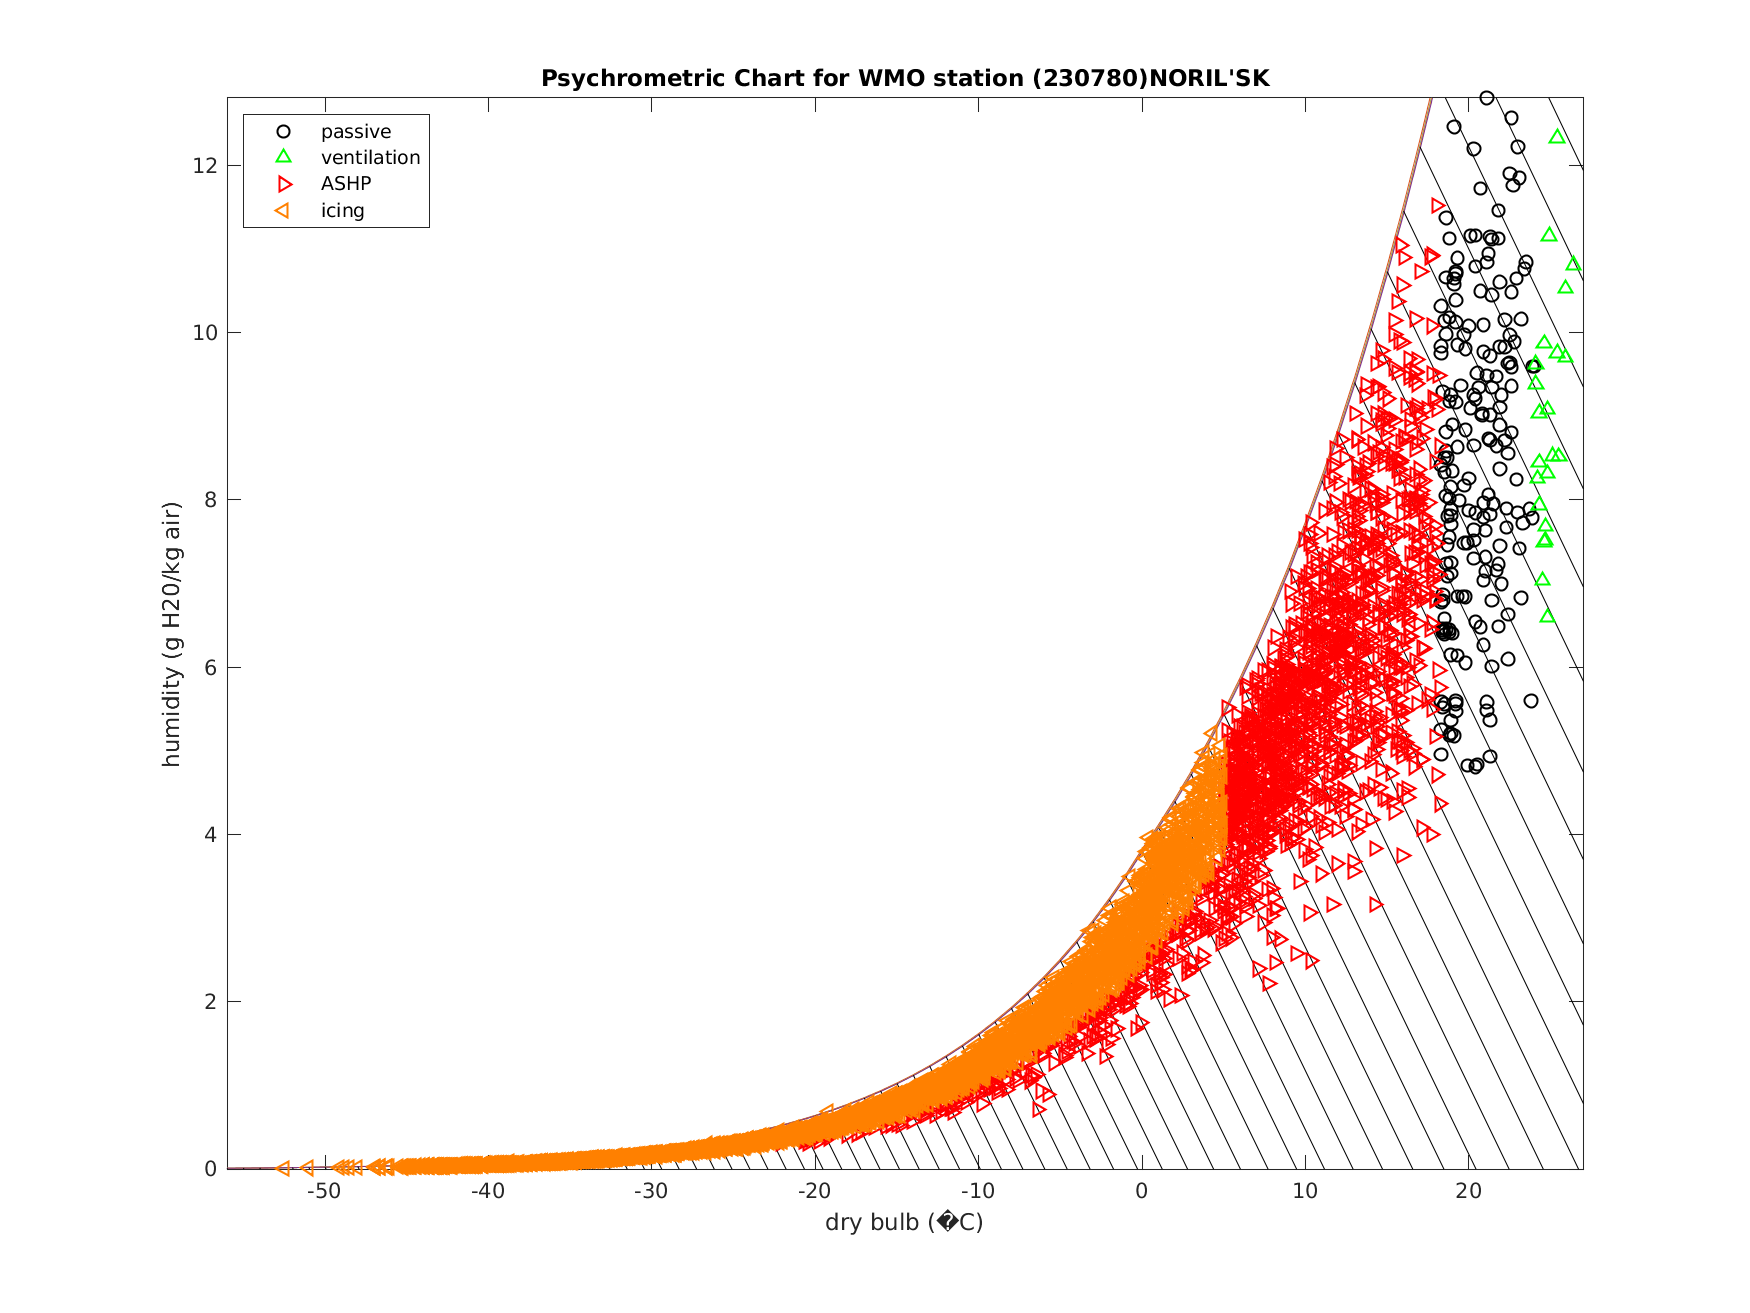 Psychrometric Chart for WMO station (230780)NORIL'SK
passive
ventilation
ASHP
icing
12
10
8
6
4
2
0
humidity (g H20/kg air)
-50 -40 -30 -20 -10 0 10 20
dry bulb (�C)